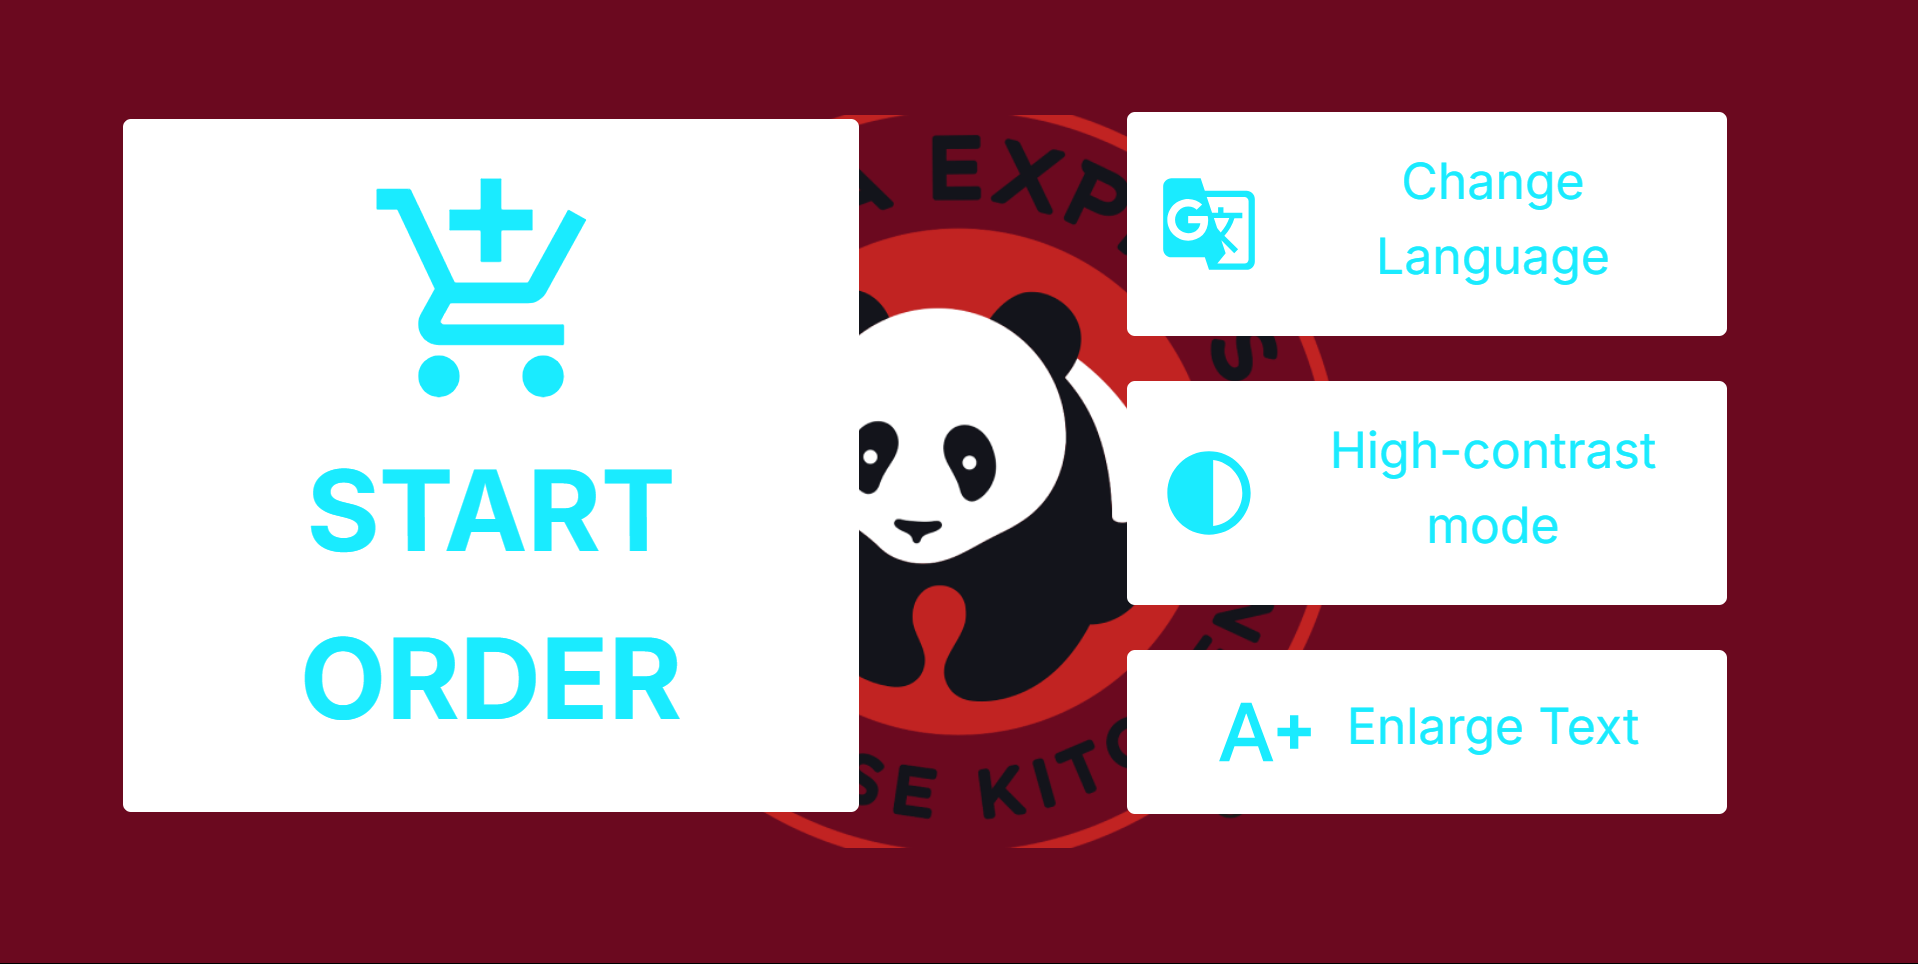 START
ORDER
Change
Language
High-contrast
mode
A+ Enlarge Text